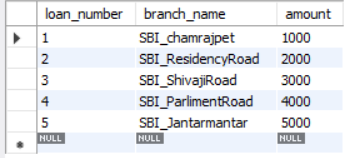 loan_number branch_name amount
1 SBI_chamrajpet 1000
2 SBI_ResidencyRoad 2000
3 SBI_ShivajiRoad 3000
4 SBI_ParlimentRoad 4000
5 SBI_Jantarmantar 5000
NULL NULL NULL